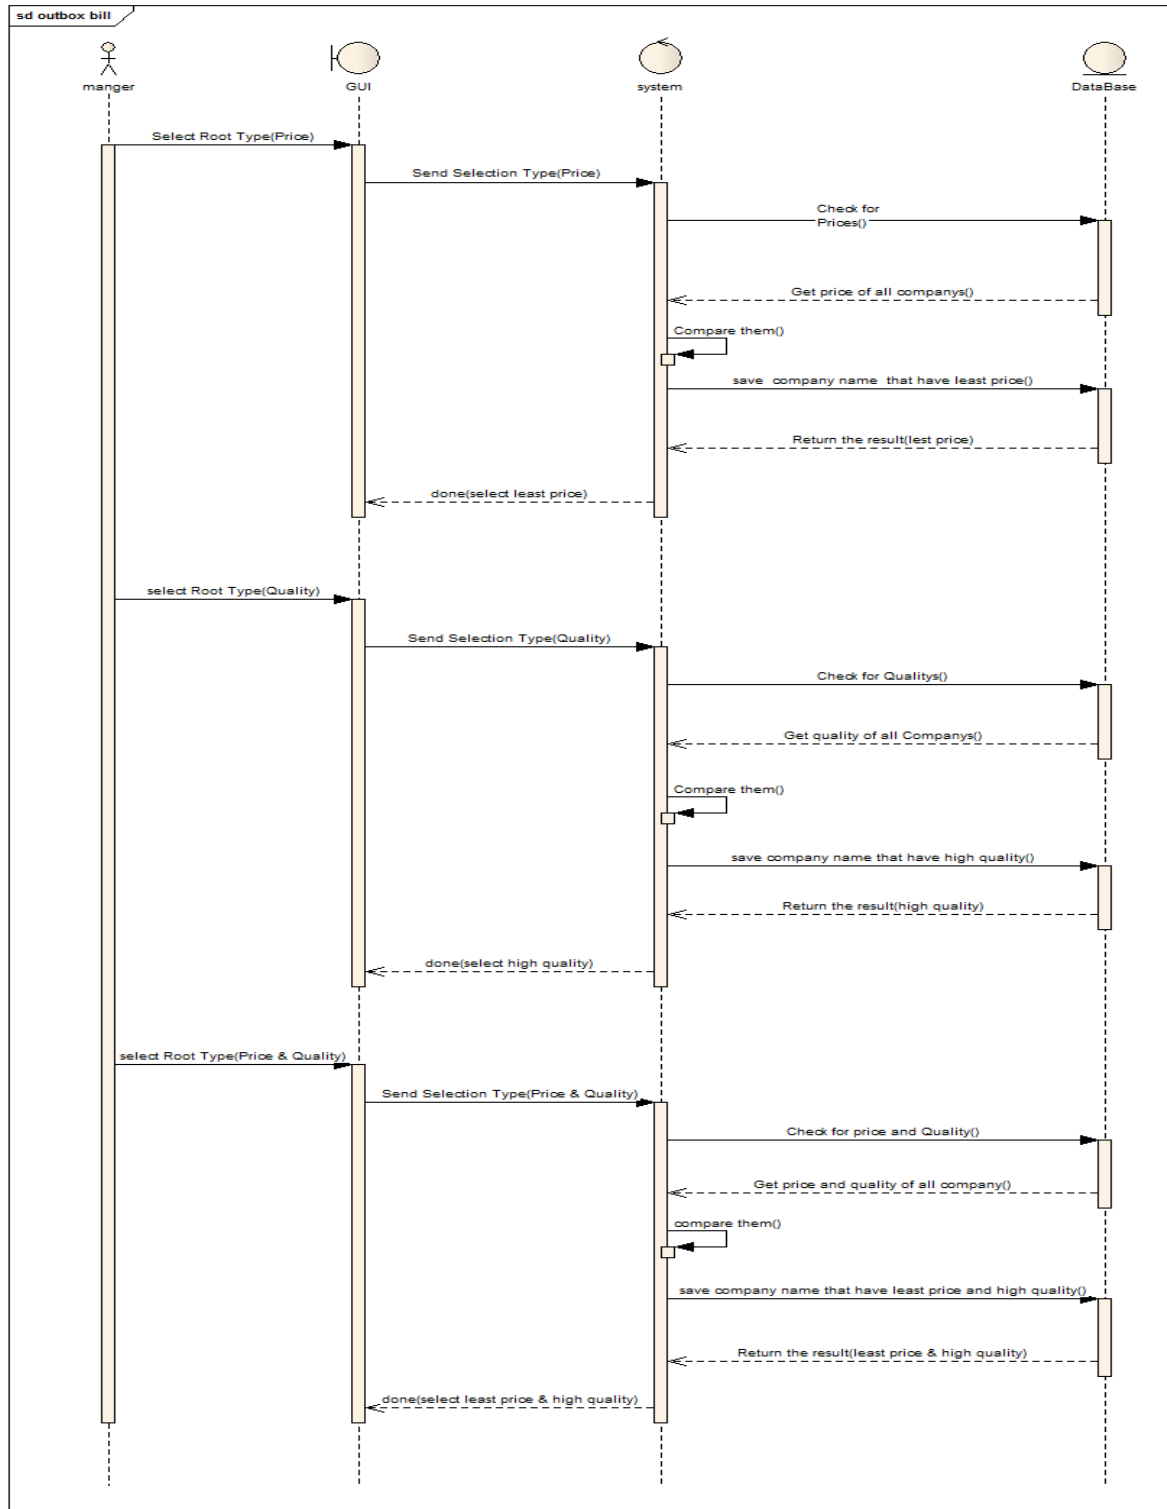 sd outbox bill
manger
GUI
system
DataBase
Select Root Type(Price)
Send Selection Type(Price)
Check for
Prices()
Get price of all companys()
Compare them()
save company name that have least price()
Return the result(lest price)
done(select least price)
select Root Type(Quality)
Send Selection Type(Quality)
Check for Qualitys()
Get quality of all Companys()
Compare them()
save company name that have high quality()
Return the result(high quality)
done(select high quality)
select Root Type(Price & Quality)
Send Selection Type(Price & Quality)
Check for price and Quality()
Get price and quality of all company()
compare them()
save company name that have least price and high quality()
Return the result(least price & high quality)
done(select least price & high quality)